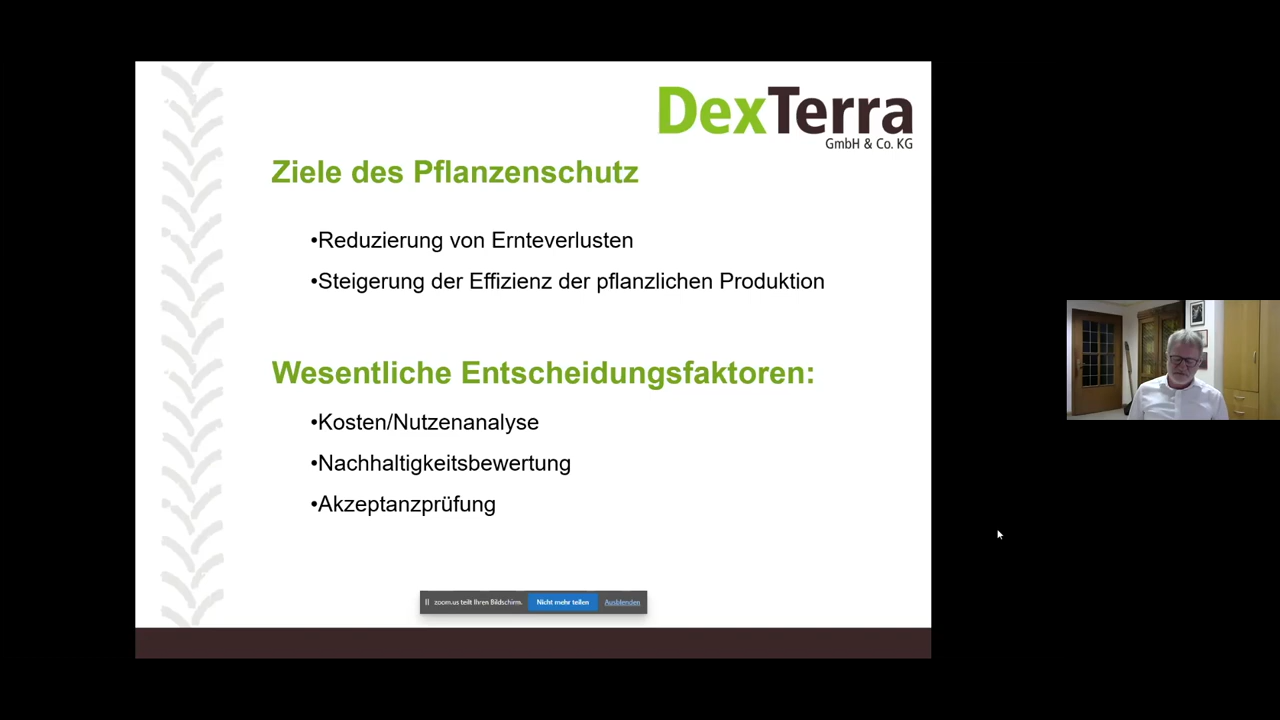 DexTerra
GmbH & Co. KG
Ziele des Pflanzenschutz
•Reduzierung von Ernteverlusten
•Steigerung der Effizienz der pflanzlichen Produktion
Wesentliche Entscheidungsfaktoren:
•Kosten/Nutzenanalyse
•Nachhaltigkeitsbewertung
•Akzeptanzprüfung
zoom.us teilt Ihren Bildschirm. Nicht mehr teilen Ausblenden